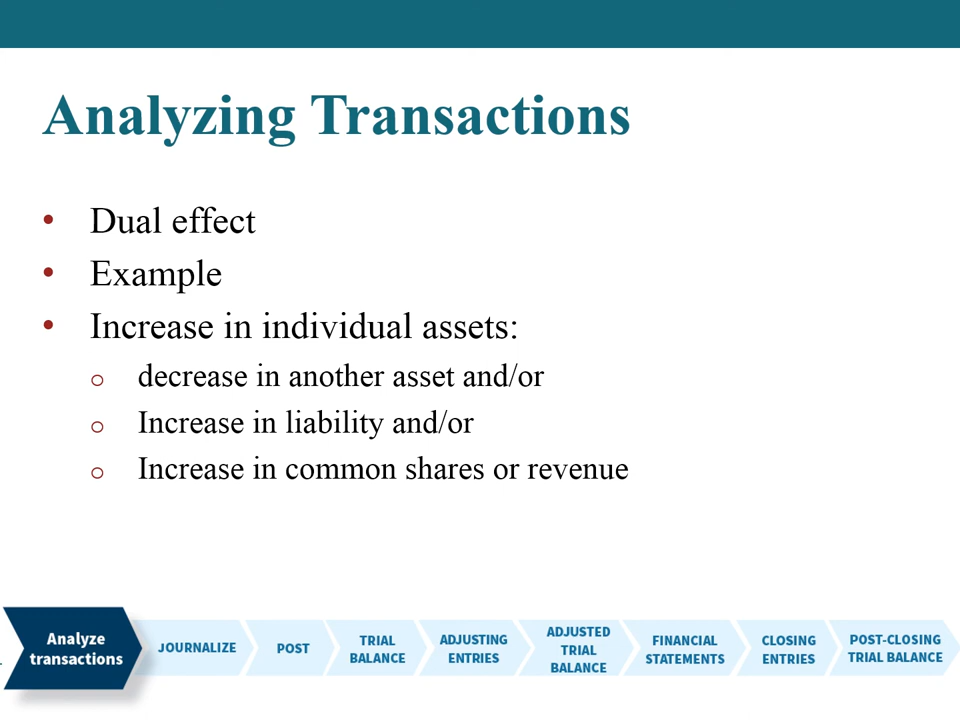 Analyzing Transactions
• Dual effect
• Example
• Increase in individual assets:
o decrease in another asset and/or
o Increase in liability and/or
o Increase in common shares or revenue
Analyze
transactions
JOURNALIZE
POST
TRIAL
BALANCE
ADJUSTING
ENTRIES
ADJUSTED
TRIAL
BALANCE
FINANCIAL
STATEMENTS
CLOSING
ENTRIES
POST-CLOSING
TRIAL BALANCE